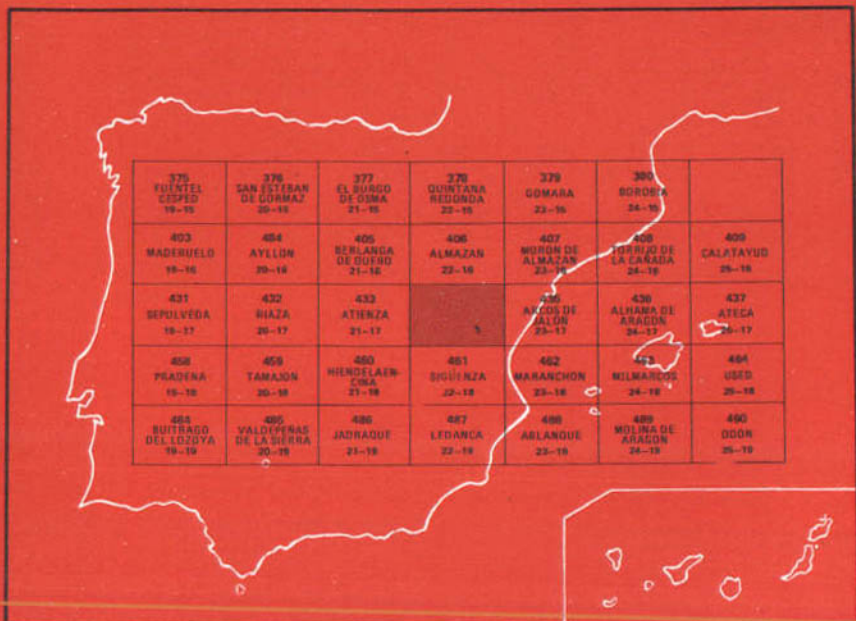 375
FUENTEL
CESPED
19-15
376
SAN ESTEBAN
DE GORMAZ
20-15
377
EL BURGO
DE OSMA
21-15
378
QUINTANA
REDONDA
22-15
379
GOMARA
23-15
380
BOROBIA
24-15
403
MADERUELO
19-16
404
AYLLON
20-16
405
BERLANGA
DE DUERO
21-16
406
ALMAZAN
22-16
407
MORON DE
ALMAZAN
23-16
408
TORRIJO DE
LA CAÑADA
24-16
409
CALATAYUD
25-16
431
SEPULVEDA
19-17
432
RIAZA
20-17
433
ATIENZA
21-17
435
ARCOS DE
JALON
23-17
436
ALHAMA DE
ARAGON
24-17
437
ATECA
25-17
458
PRADENA
19-18
459
TAMAJON
20-18
460
HIENDELAEN-
CINA
21-18
461
SIGÜENZA
22-18
462
MARANCHON
23-18
463
MILMARCOS
24-18
464
USED
25-18
484
BUITRAGO
DEL LOZOYA
19-19
485
VALDEPEÑAS
DE LA SIERRA
20-19
486
JADRAQUE
21-19
487
LEDANCA
22-19
488
ABLANQUE
23-19
489
MOLINA DE
ARAGON
24-19
490
ODON
25-19